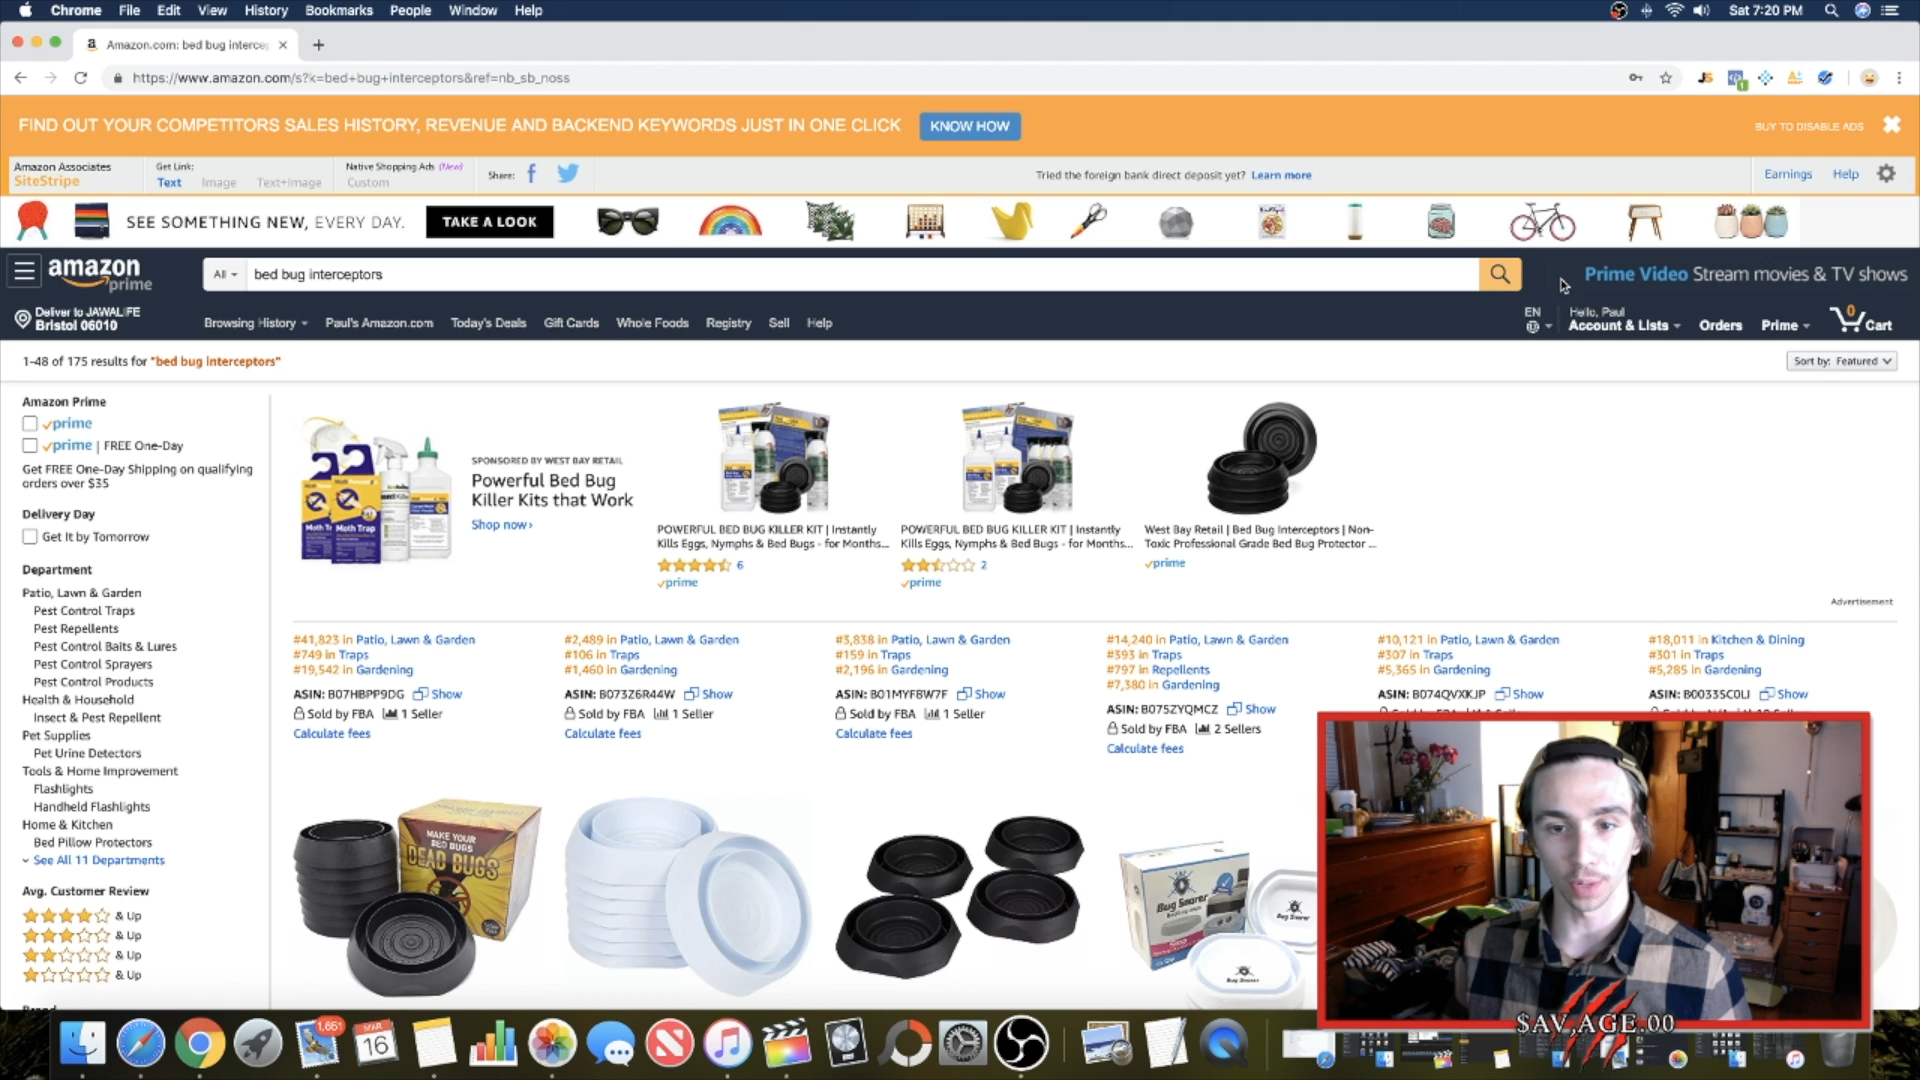 Chrome File Edit View History Bookmarks People Window Help
Sat 7:20 PM
Amazon.com: bed bug interce
https://www.amazon.com/s?k=bed+bug+interceptors&ref=nb_sb_noss
FIND OUT YOUR COMPETITORS SALES HISTORY, REVENUE AND BACKEND KEYWORDS JUST IN ONE CLICK KNOW HOW BUY TO DISABLE ADS
Amazon Associates
SiteStripe
Get Link:
Text Image Text+Image
Native Shopping Ads (New)
Custom
Share:
Tried the foreign bank direct deposit yet? Learn more
Earnings Help
SEE SOMETHING NEW, EVERY DAY. TAKE A LOOK
amazon
prime
All bed bug interceptors
Prime Video Stream movies & TV shows
Deliver to JAWALIFE
Bristol 06010
Browsing History Paul's Amazon.com Today's Deals Gift Cards Whole Foods Registry Sell Help
EN
Hello, Paul
Account & Lists Orders Prime 0 Cart
1-48 of 175 results for "bed bug interceptors"
Sort by: Featured
Amazon Prime
prime
prime | FREE One-Day
Get FREE One-Day Shipping on qualifying
orders over $35
Delivery Day
Get It by Tomorrow
Department
Patio, Lawn & Garden
Pest Control Traps
Pest Repellents
Pest Control Baits & Lures
Pest Control Sprayers
Pest Control Products
Health & Household
Insect & Pest Repellent
Pet Supplies
Pet Urine Detectors
Tools & Home Improvement
Flashlights
Handheld Flashlights
Home & Kitchen
Bed Pillow Protectors
See All 11 Departments
Avg. Customer Review
& Up
& Up
& Up
& Up
Moth Trap
SPONSORED BY WEST BAY RETAIL
Powerful Bed Bug
Killer Kits that Work
Shop now›
POWERFUL BED BUG KILLER KIT | Instantly
Kills Eggs, Nymphs & Bed Bugs - for Months...
6
prime
POWERFUL BED BUG KILLER KIT | Instantly
Kills Eggs, Nymphs & Bed Bugs - for Months...
2
prime
West Bay Retail | Bed Bug Interceptors | Non-
Toxic Professional Grade Bed Bug Protector ...
prime
Advertisement
#41,823 in Patio, Lawn & Garden
#749 in Traps
#19,542 in Gardening
ASIN: B07HBPP9DG Show
Sold by FBA 1 Seller
Calculate fees
#2,489 in Patio, Lawn & Garden
#106 in Traps
#1,460 in Gardening
ASIN: B073Z6R44W Show
Sold by FBA 1 Seller
Calculate fees
#3,838 in Patio, Lawn & Garden
#159 in Traps
#2,196 in Gardening
ASIN: B01MYF8W7F Show
Sold by FBA 1 Seller
Calculate fees
#14,240 in Patio, Lawn & Garden
#393 in Traps
#797 in Repellents
#7,380 in Gardening
ASIN: B075ZYQMCZ Show
Sold by FBA 2 Sellers
Calculate fees
#10,121 in Patio, Lawn & Garden
#307 in Traps
#5,365 in Gardening
ASIN: B074QVXKJP Show
#18,011 in Kitchen & Dining
#301 in Traps
#5,285 in Gardening
ASIN: B0033SC0LI Show
MAKE YOUR
BED BUGS
DEAD BUGS
Bug Snarer
Bug Snarer
Bug Snarer
$AV,AGE.00
1,661
MAR
16